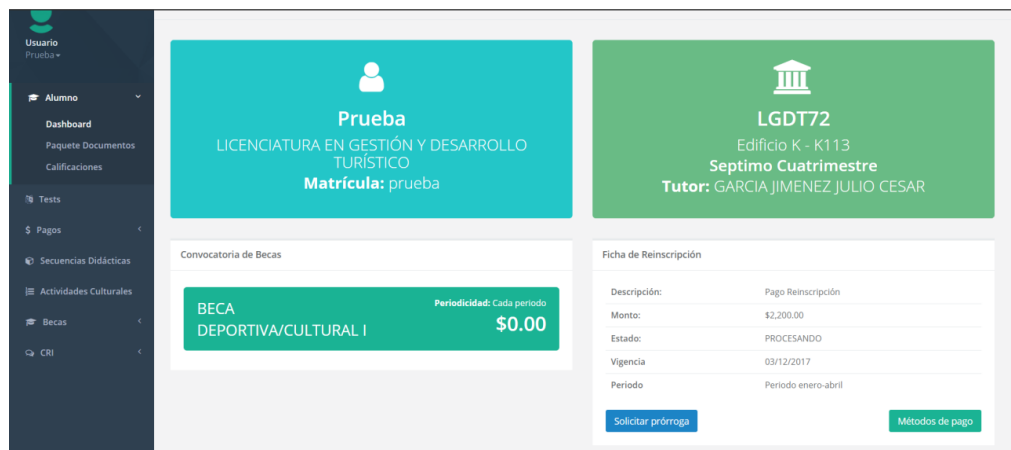 Usuario
Prueba
Alumno
Dashboard
Paquete Documentos
Calificaciones
Tests
$ Pagos
Secuencias Didácticas
Actividades Culturales
Becas
CRI
Prueba
LICENCIATURA EN GESTIÓN Y DESARROLLO
TURÍSTICO
Matrícula: prueba
LGDT72
Edificio K - K113
Septimo Cuatrimestre
Tutor: GARCIA JIMENEZ JULIO CESAR
Convocatoria de Becas
BECA
DEPORTIVA/CULTURAL I
Periodicidad: Cada periodo
$0.00
Ficha de Reinscripción
Descripción: Pago Reinscripción
Monto: $2,200.00
Estado: PROCESANDO
Vigencia 03/12/2017
Periodo Periodo enero-abril
Solicitar prórroga
Métodos de pago